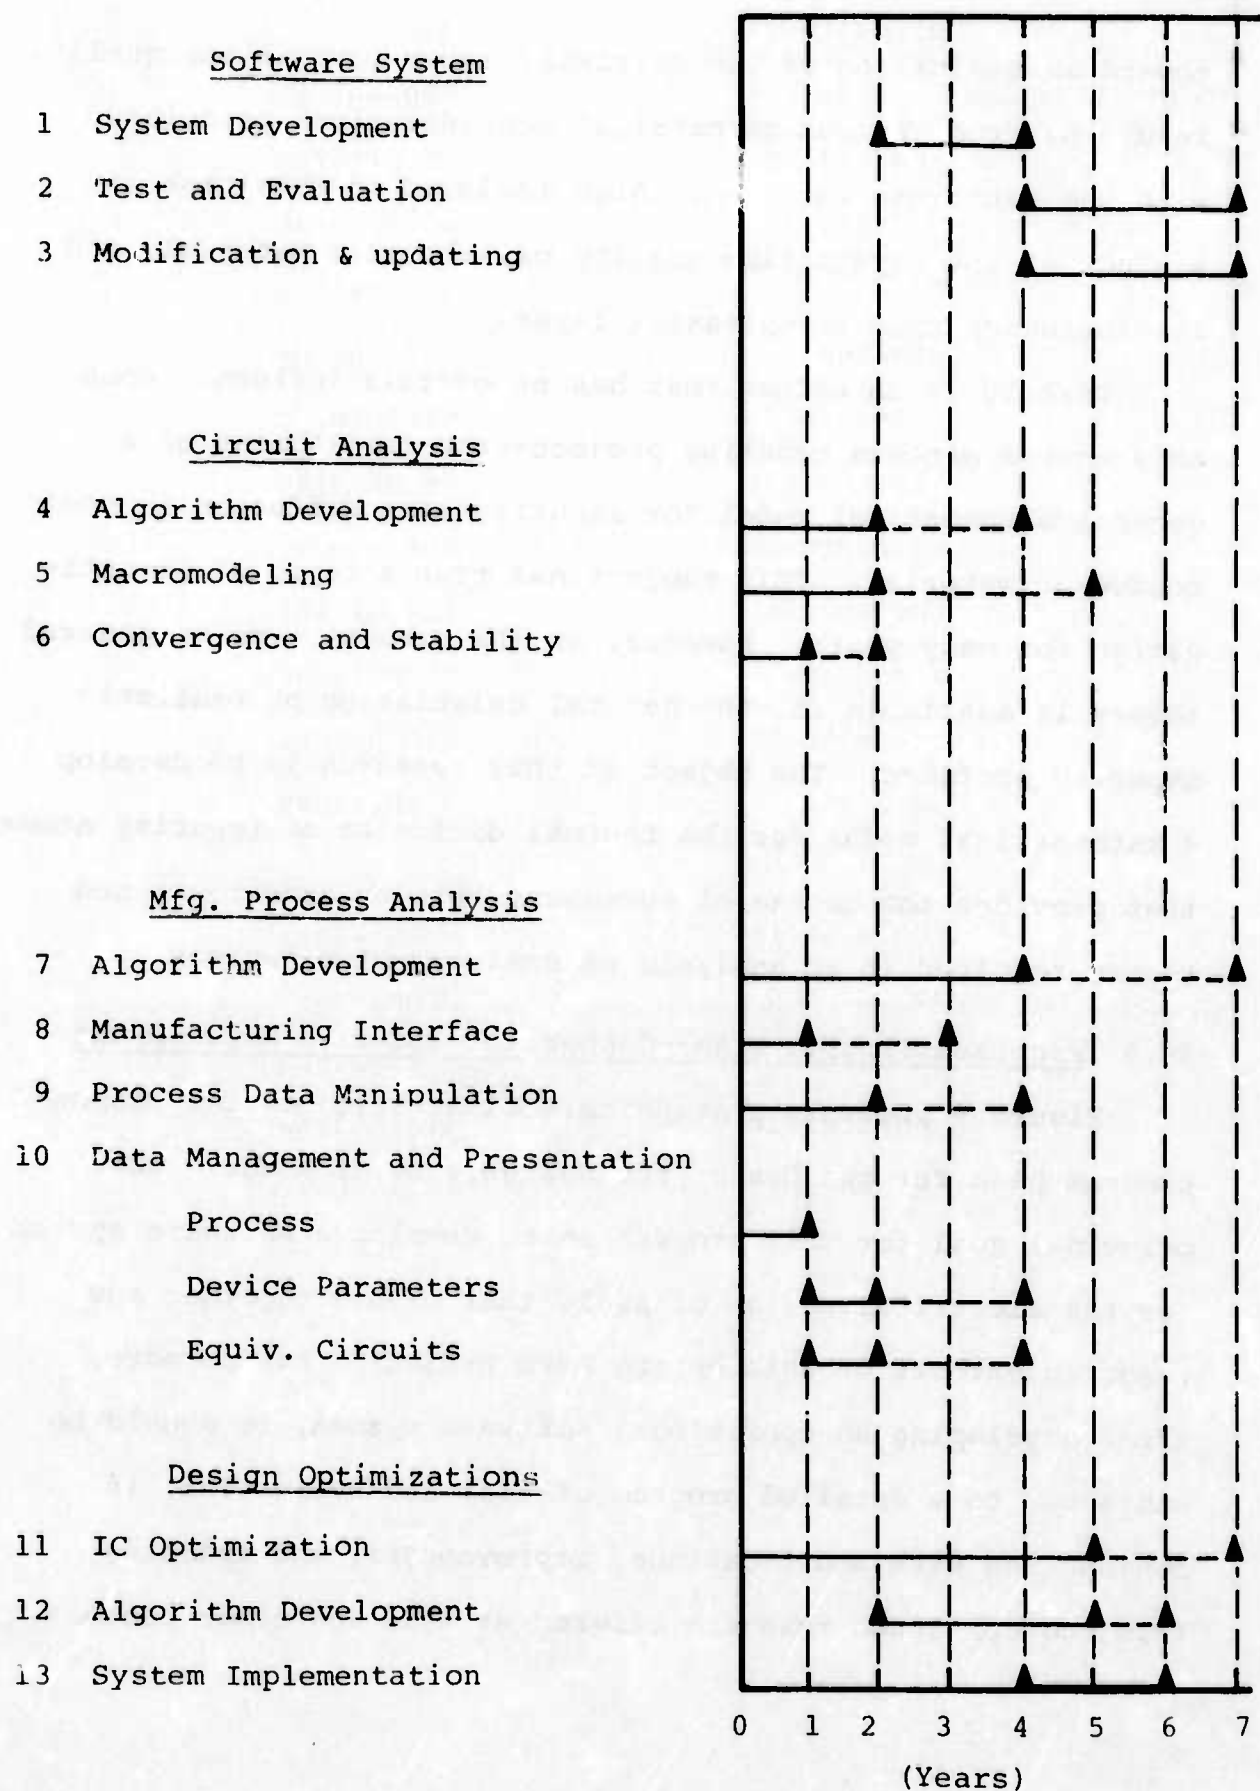 Software System
1 System Development
2 Test and Evaluation
3 Modification & updating
Circuit Analysis
4 Algorithm Development
5 Macromodeling
6 Convergence and Stability
Mfg. Process Analysis
7 Algorithm Development
8 Manufacturing Interface
9 Process Data Manipulation
10 Data Management and Presentation
Process
Device Parameters
Equiv. Circuits
Design Optimizations
11 IC Optimization
12 Algorithm Development
13 System Implementation
0 1 2 3 4 5 6 7
(Years)